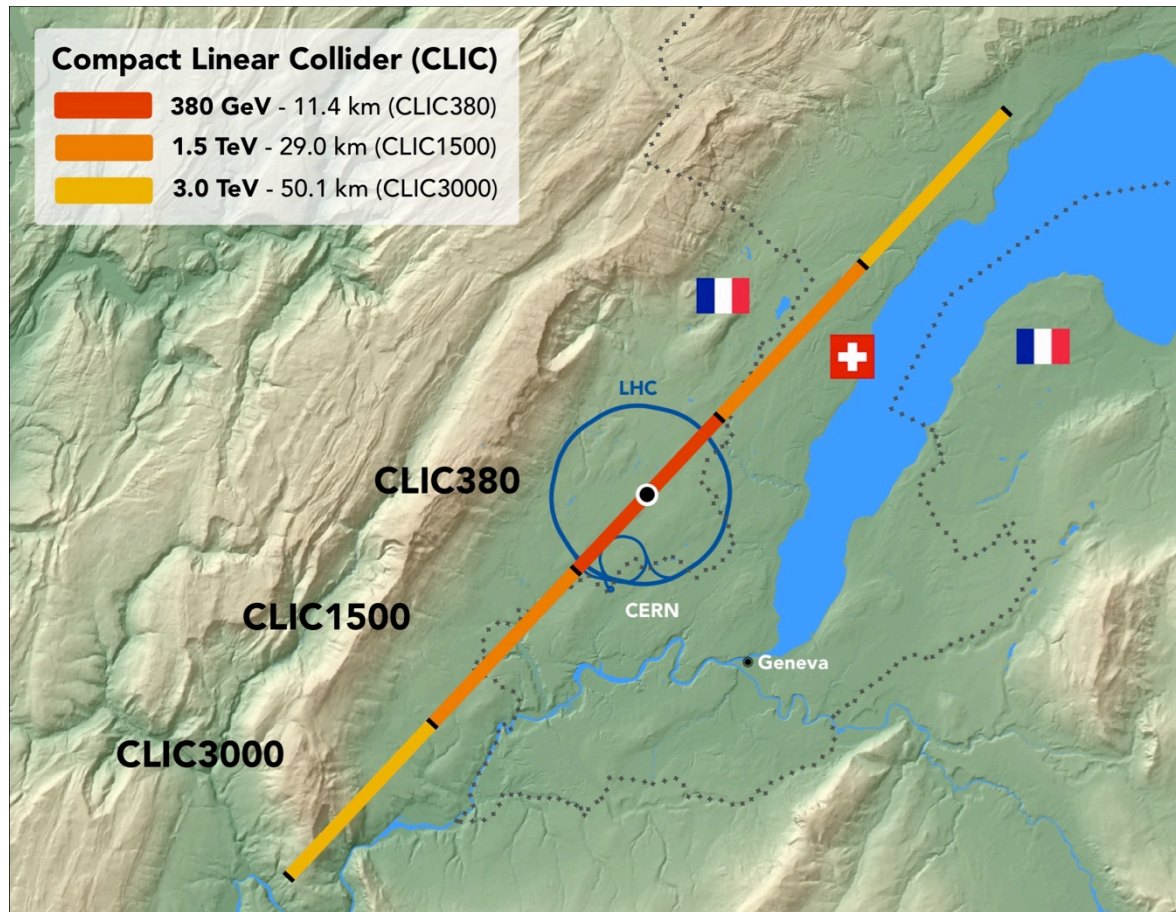 Compact Linear Collider (CLIC)
380 GeV - 11.4 km (CLIC380)
1.5 TeV - 29.0 km (CLIC1500)
3.0 TeV - 50.1 km (CLIC3000)
LHC
CLIC380
CLIC1500
CERN
Geneva
CLIC3000